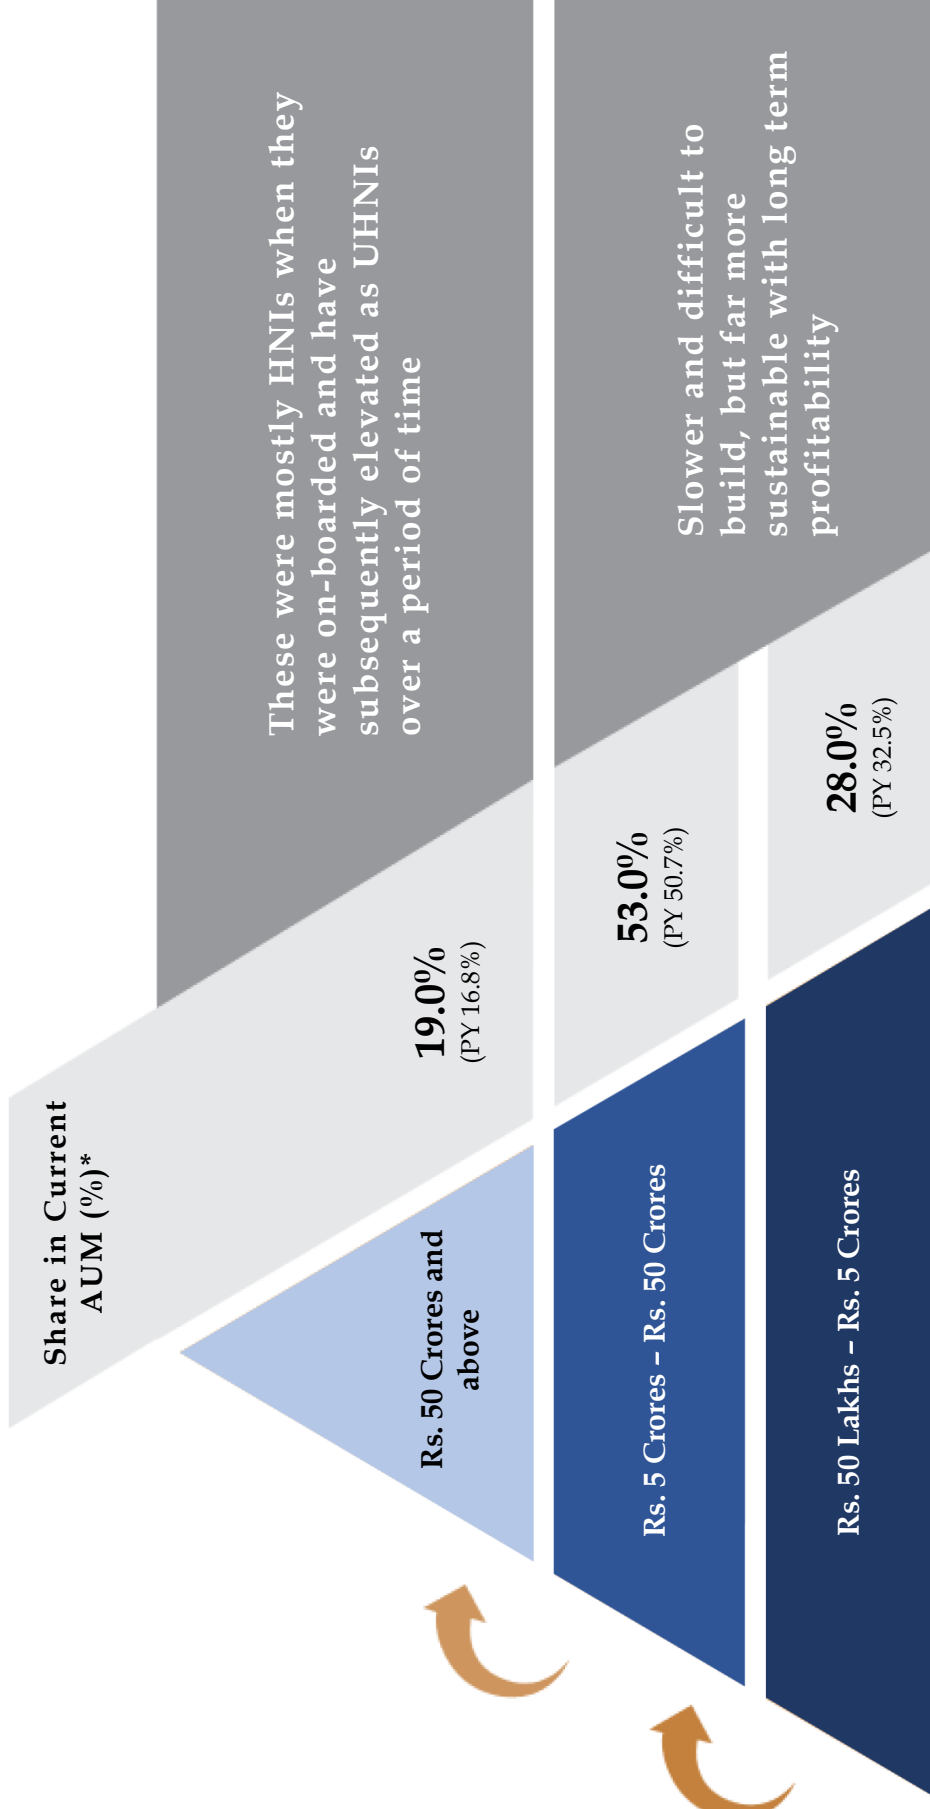 Share in Current
AUM (%)*
Rs. 50 Crores and
above
19.0%
(PY 16.8%)
These were mostly HNIs when they
were on-boarded and have
subsequently elevated as UHNIs
over a period of time
Rs. 5 Crores – Rs. 50 Crores
53.0%
(PY 50.7%)
Slower and difficult to
build, but far more
sustainable with long term
profitability
Rs. 50 Lakhs – Rs. 5 Crores
28.0%
(PY 32.5%)